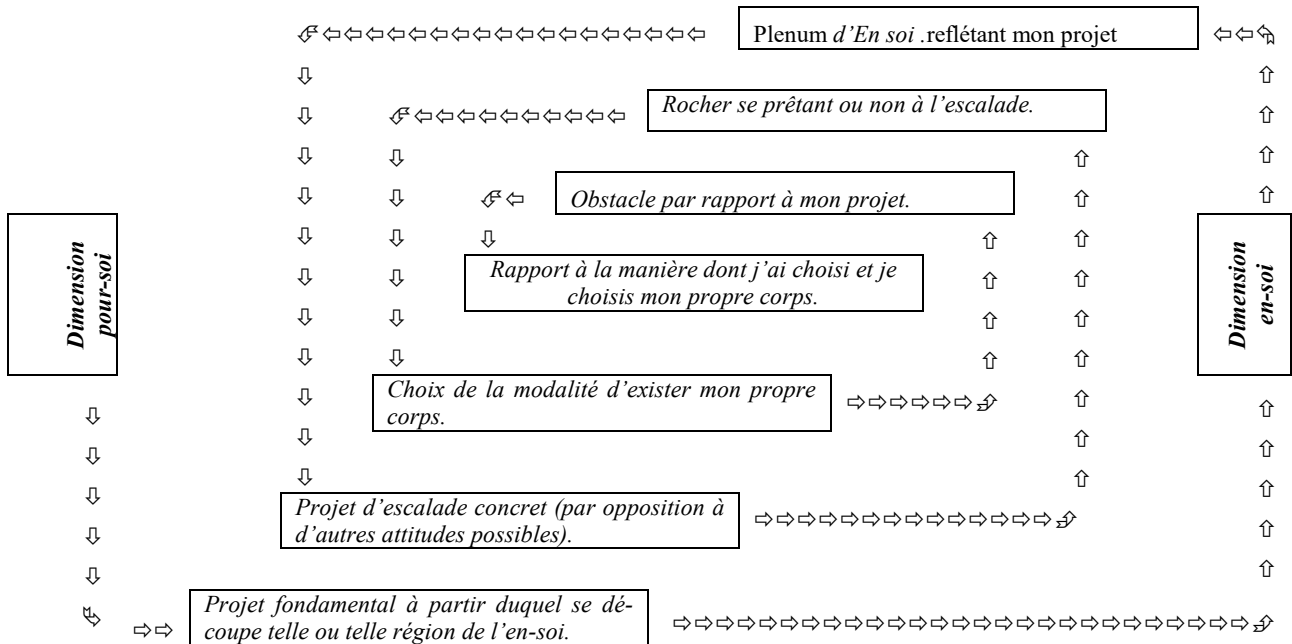 Plenum d’En soi .reflétant mon projet
Rocher se prêtant ou non à l’escalade.
Obstacle par rapport à mon projet.
Dimension
pour-soi
Dimension
en-soi
Rapport à la manière dont j’ai choisi et je
choisis mon propre corps.
Choix de la modalité d’exister mon propre
corps.
Projet d’escalade concret (par opposition à
d’autres attitudes possibles).
Projet fondamental à partir duquel se dé-
coupe telle ou telle région de l’en-soi.